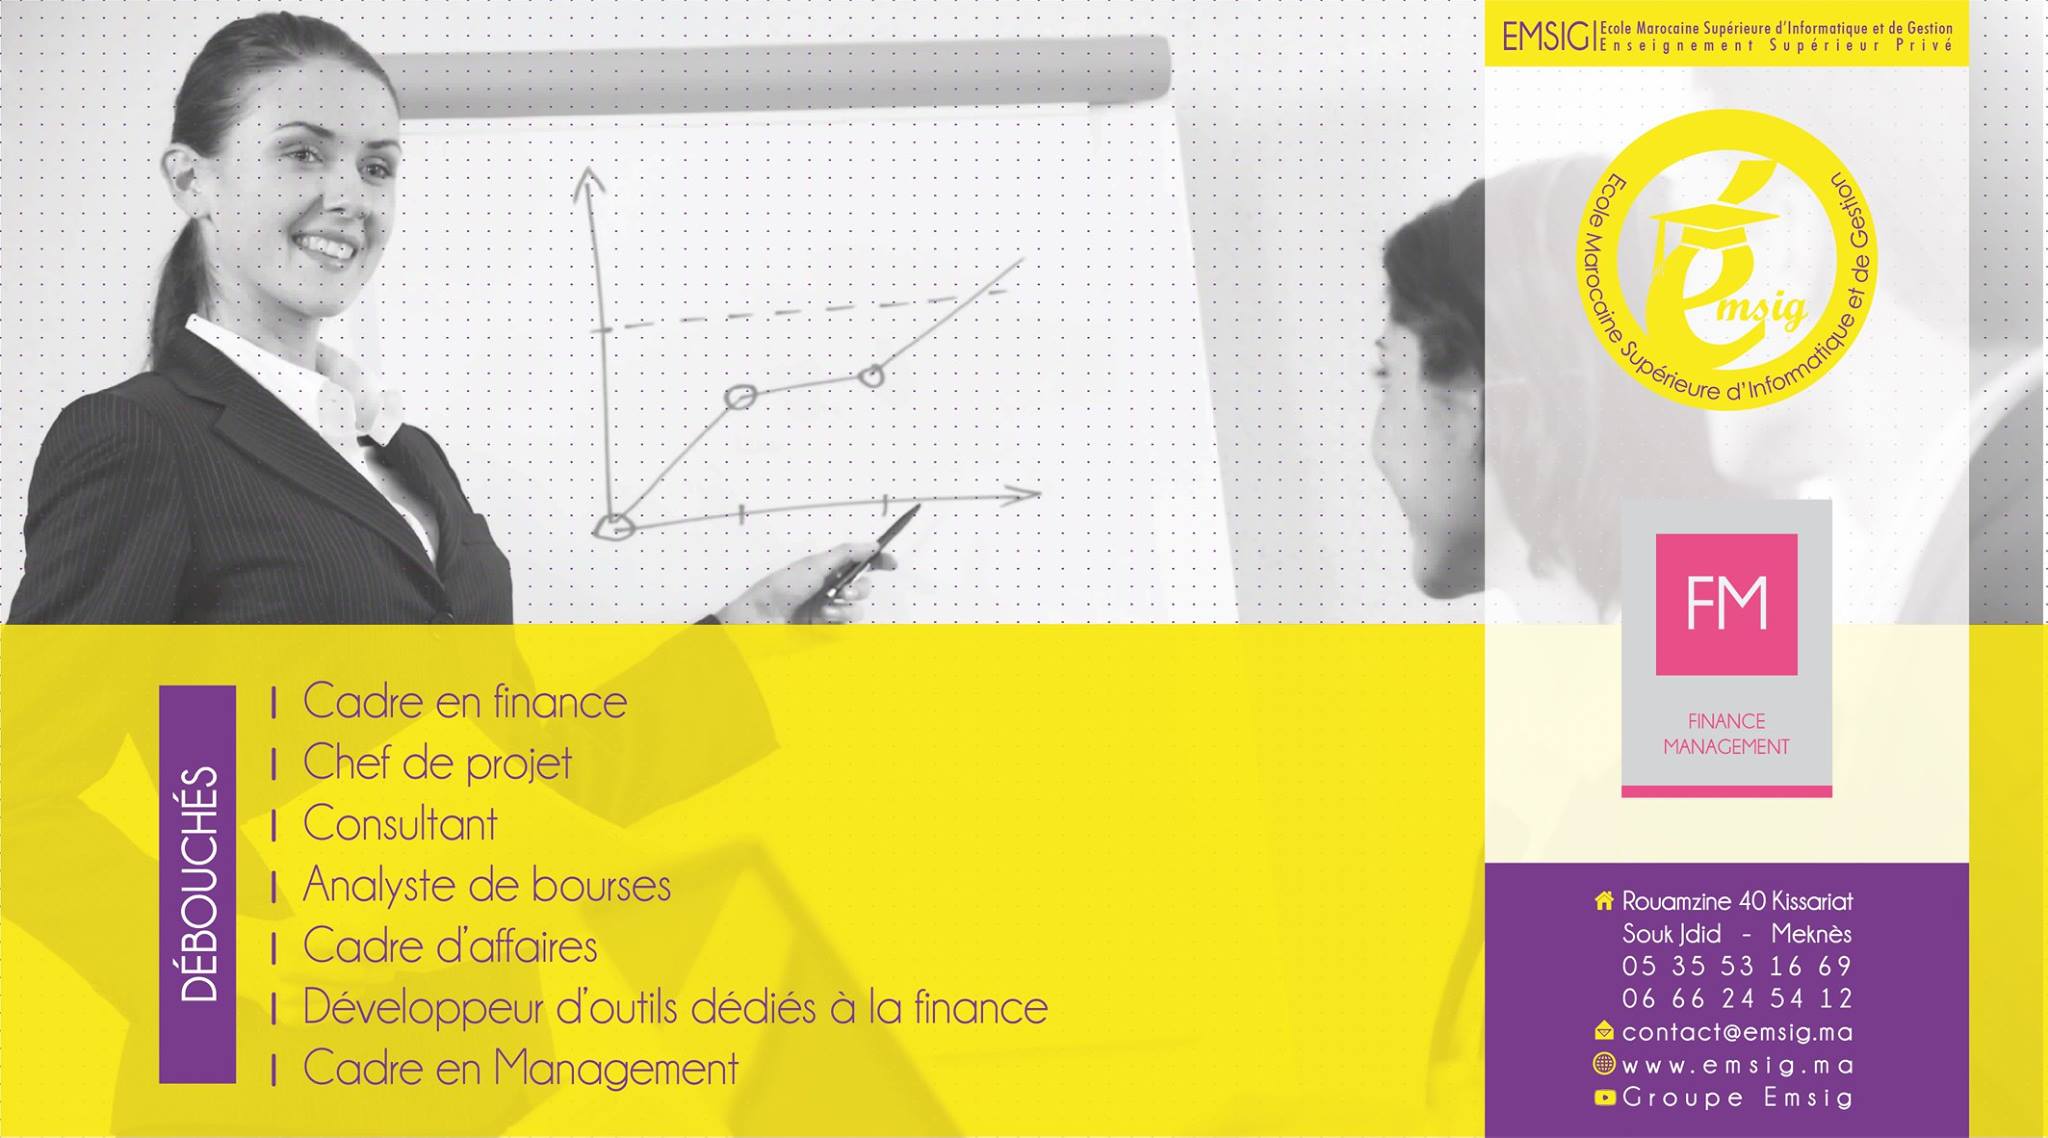 EMSIG
Ecole Marocaine Supérieure d'Informatique et de Gestion
Enseignement Supérieur Privé
Ecole Marocaine Supérieure d'Informatique et de Gestion
emsig
FM
FINANCE
MANAGEMENT
DÉBOUCHÉS
Cadre en finance
Chef de projet
Consultant
Analyste de bourses
Cadre d'affaires
Développeur d'outils dédiés à la finance
Cadre en Management
Rouamzine 40 Kissariat
Souk Jdid - Meknès
05 35 53 16 69
06 66 24 54 12
contact@emsig.ma
www.emsig.ma
Groupe Emsig